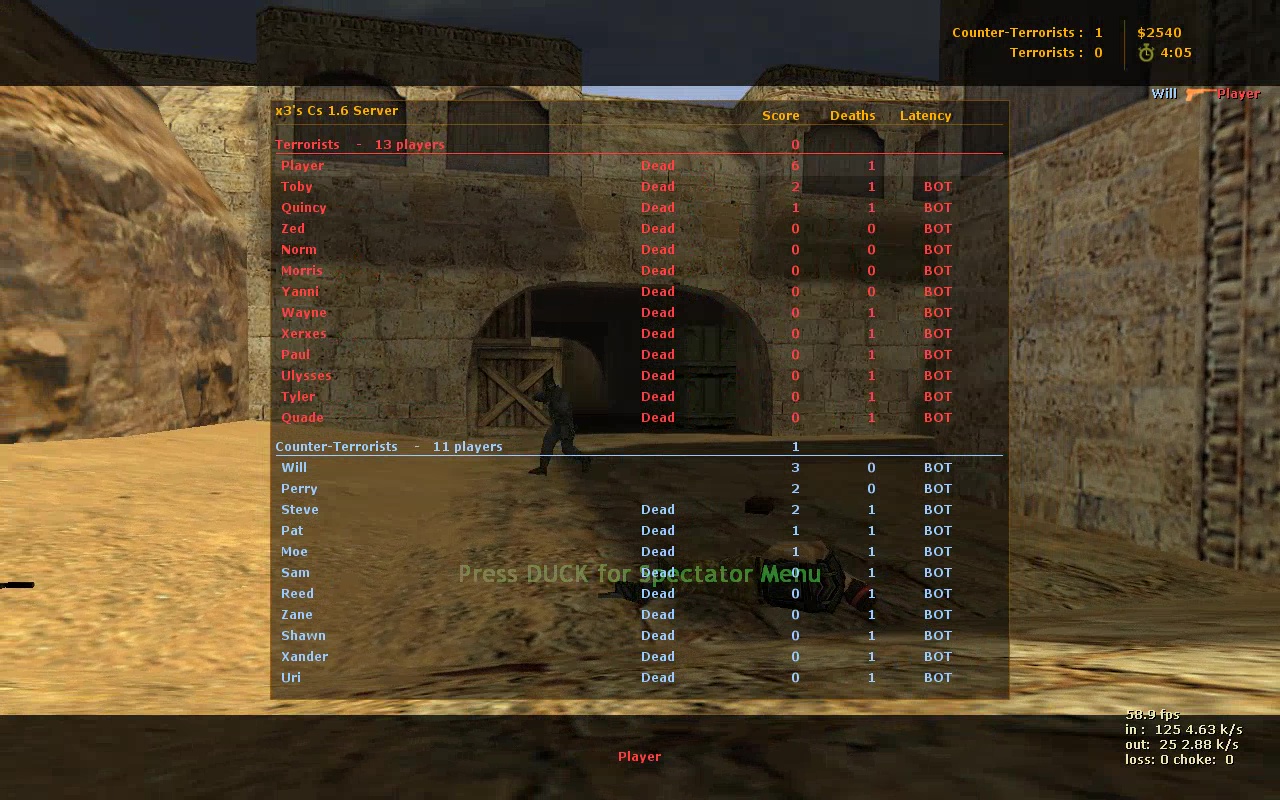 Counter-Terrorists : 1 $2540
Terrorists : 0 4:05
Will Player
x3's Cs 1.6 Server
Score Deaths Latency
Terrorists - 13 players 0
Player Dead 6 1
Toby Dead 2 1 BOT
Quincy Dead 1 1 BOT
Zed Dead 0 0 BOT
Norm Dead 0 0 BOT
Morris Dead 0 0 BOT
Yanni Dead 0 0 BOT
Wayne Dead 0 1 BOT
Xerxes Dead 0 1 BOT
Paul Dead 0 1 BOT
Ulysses Dead 0 1 BOT
Tyler Dead 0 1 BOT
Quade Dead 0 1 BOT
Counter-Terrorists - 11 players 1
Will 3 0 BOT
Perry 2 0 BOT
Steve Dead 2 1 BOT
Pat Dead 1 1 BOT
Moe Dead 1 1 BOT
Press DUCK for Spectator Menu
Sam Dead 0 1 BOT
Reed Dead 0 1 BOT
Zane Dead 0 1 BOT
Shawn Dead 0 1 BOT
Xander Dead 0 1 BOT
Uri Dead 0 1 BOT
58.9 fps
in : 125 4.63 k/s
out: 25 2.88 k/s
loss: 0 choke: 0
Player